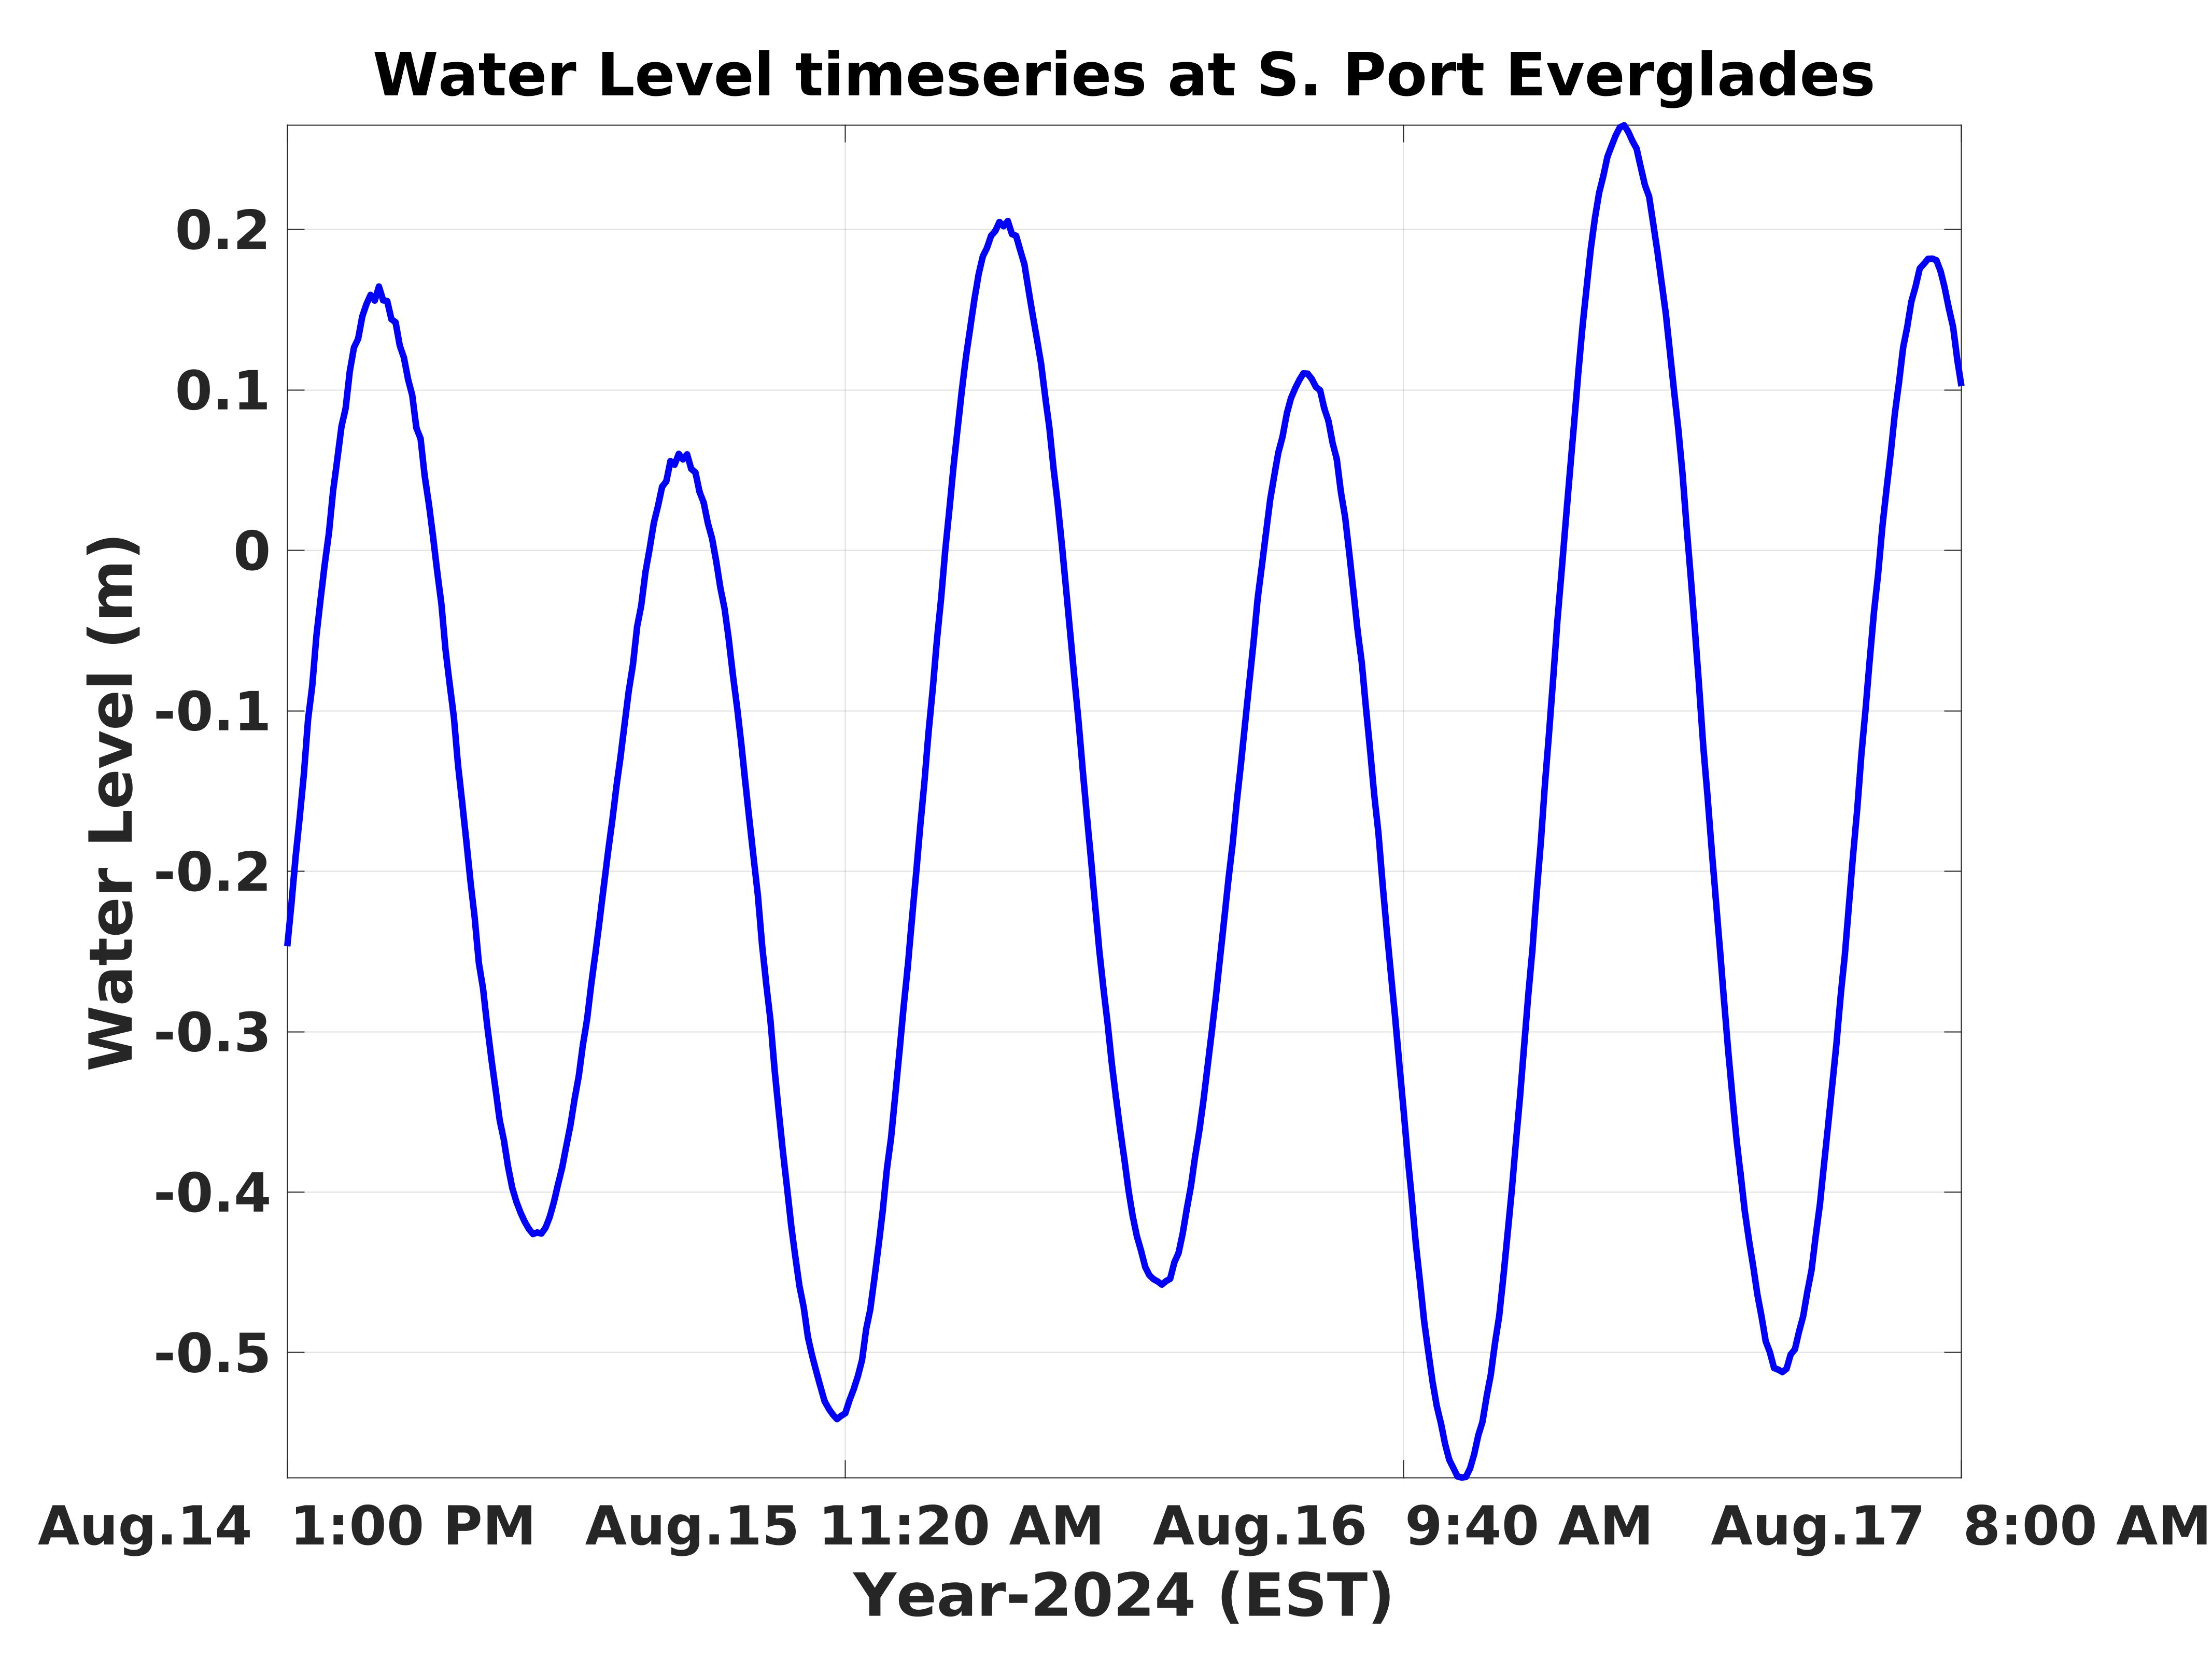 Water Level timeseries at S. Port Everglades
0.2
0.1
0
-0.1
-0.2
-0.3
-0.4
-0.5
Water Level (m)
Aug.14 1:00 PM Aug.15 11:20 AM Aug.16 9:40 AM Aug.17 8:00 AM
Year-2024 (EST)